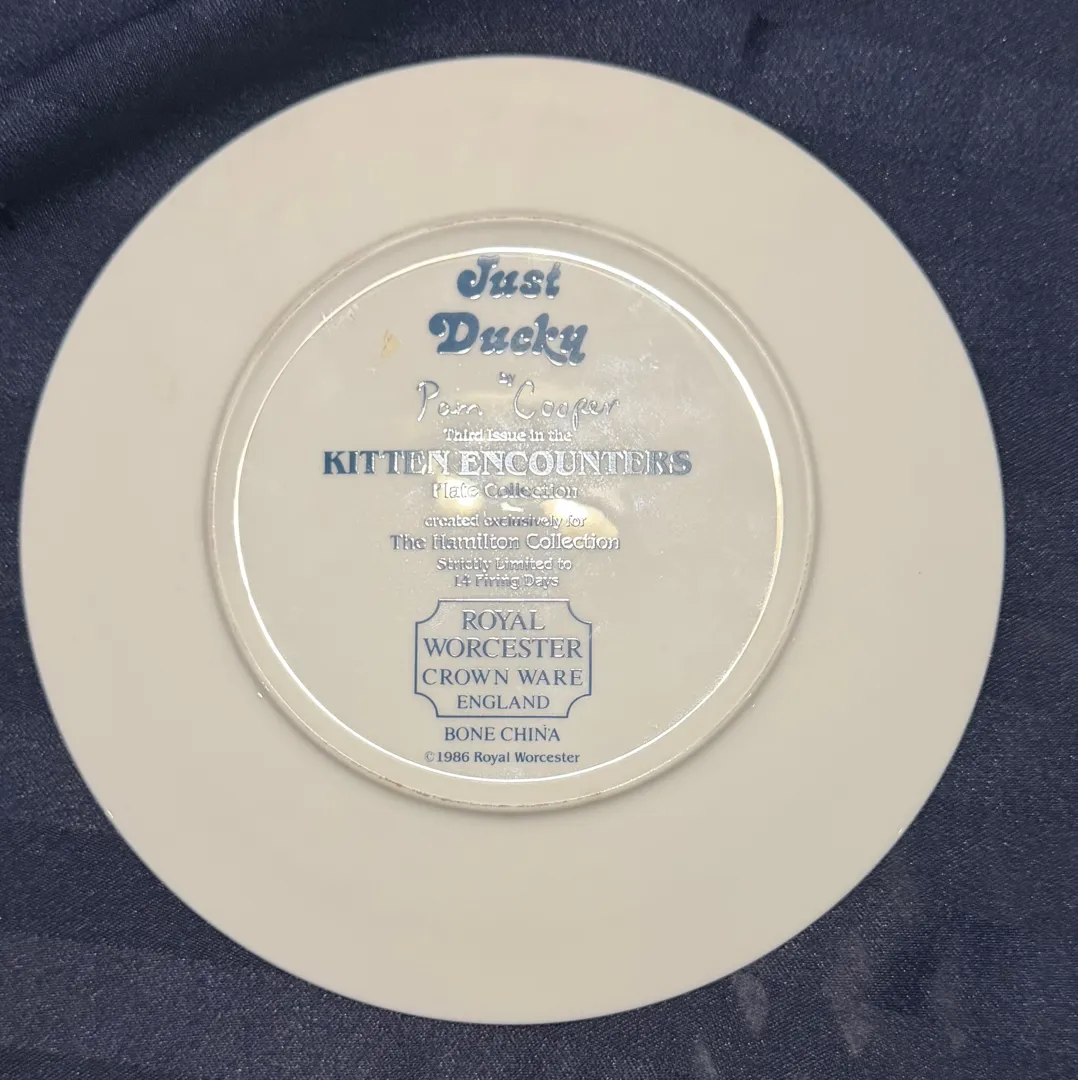 Just
Ducky
by
Pam Cooper
Third Issue in the
KITTEN ENCOUNTERS
Plate Collection
created exclusively for
The Hamilton Collection
Strictly Limited to
14 Firing Days
ROYAL
WORCESTER
CROWN WARE
ENGLAND
BONE CHINA
©1986 Royal Worcester